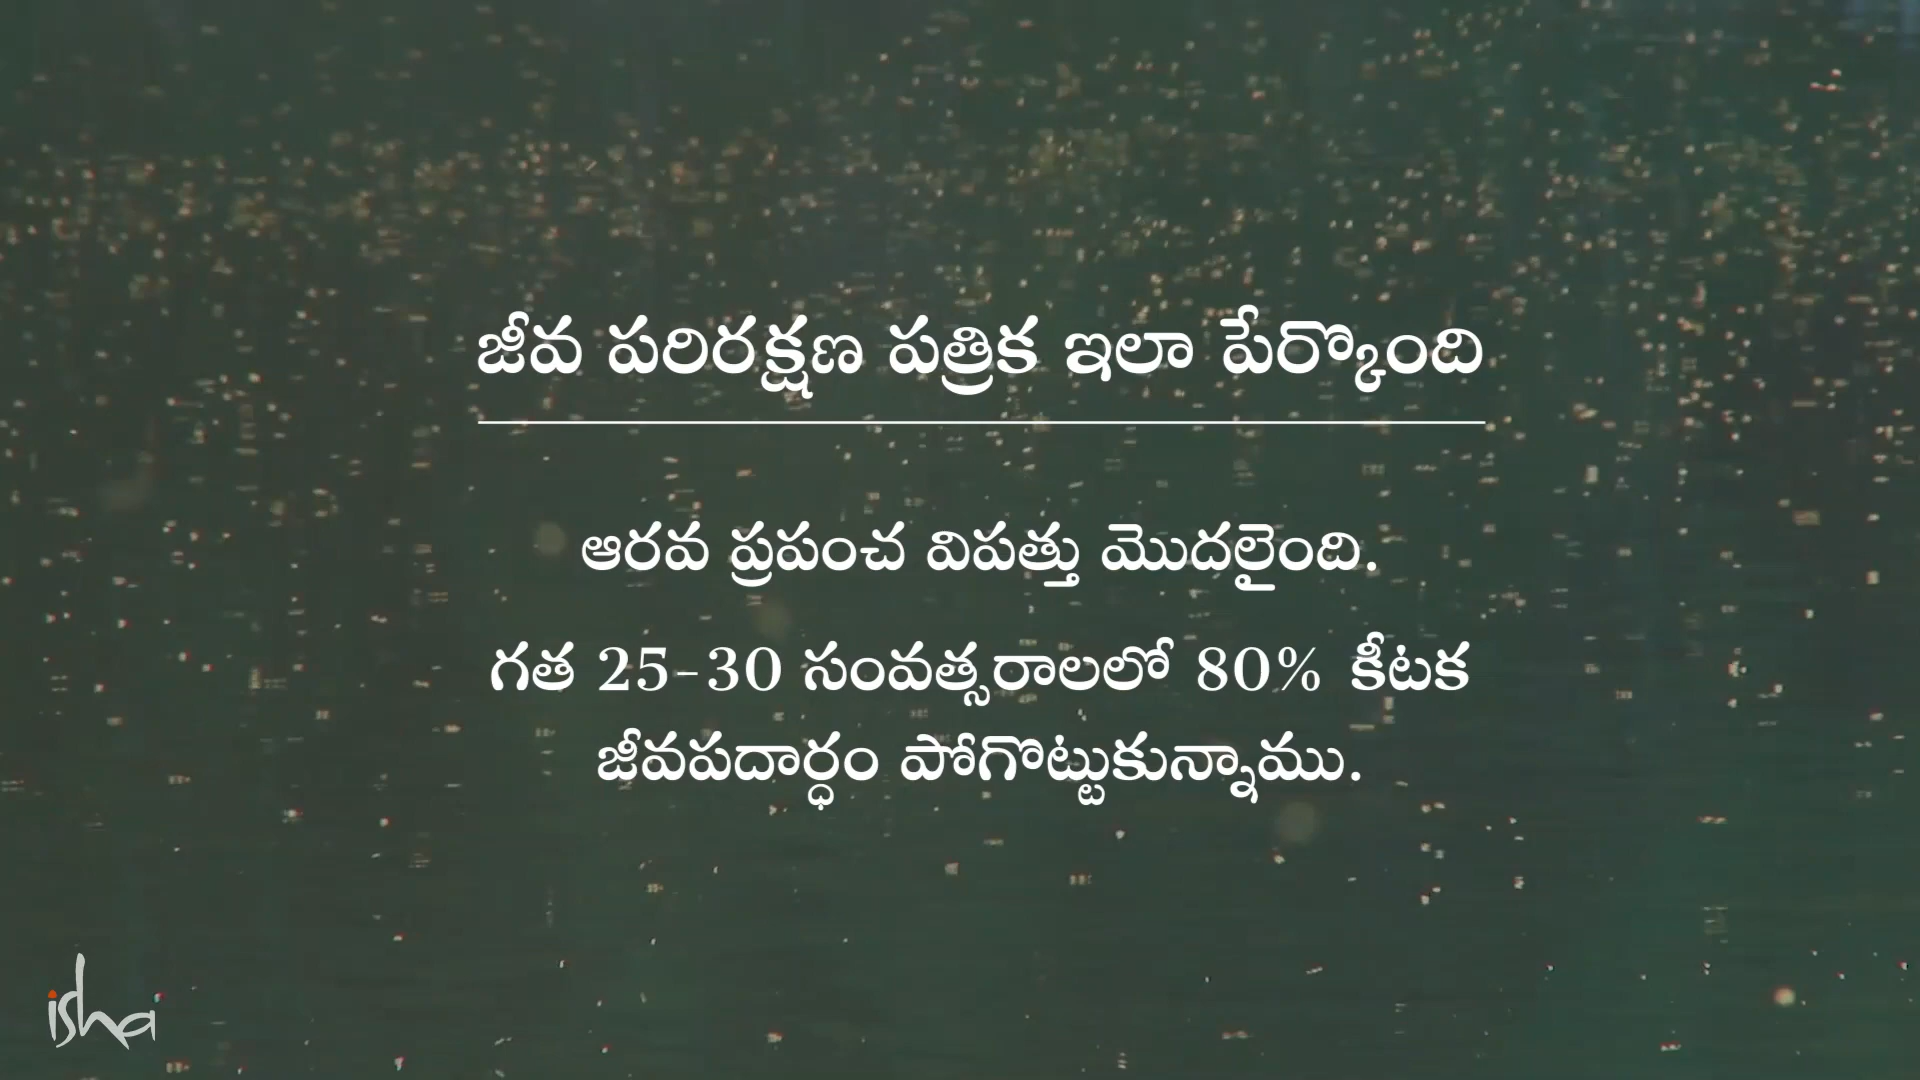 జీవ పరిరక్షణ పత్రిక ఇలా పేర్కొంది
ఆరవ ప్రపంచ విపత్తు మొదలైంది.
గత 25-30 సంవత్సరాలలో 80% కీటక
జీవపదార్ధం పోగొట్టుకున్నాము.
isha